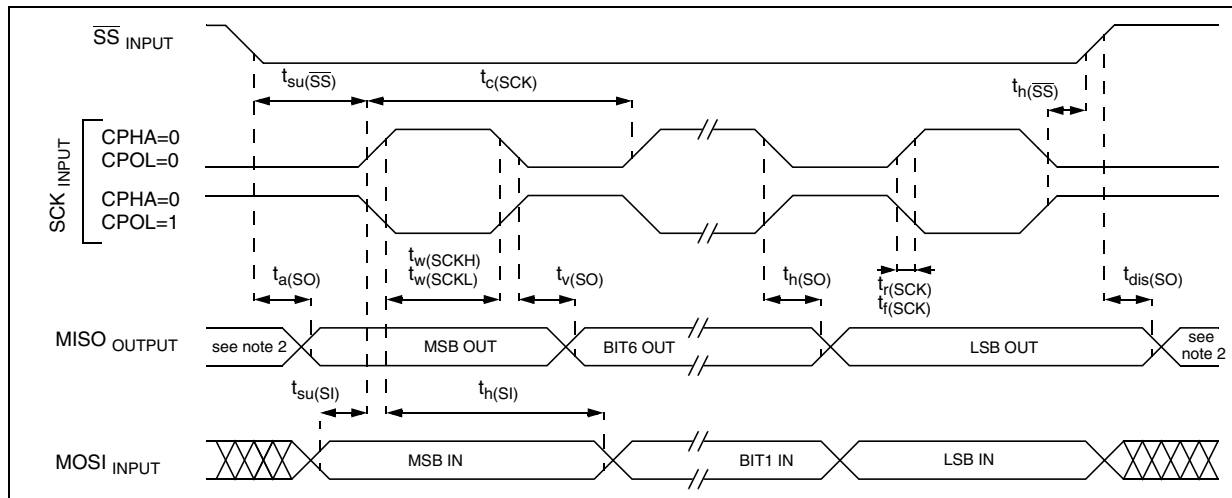 SS INPUT
tsu(SS)
tc(SCK)
th(SS)
SCK INPUT
CPHA=0
CPOL=0
CPHA=0
CPOL=1
ta(SO)
tw(SCKH)
tw(SCKL)
tv(SO)
th(SO)
tr(SCK)
tf(SCK)
tdis(SO)
MISO OUTPUT
see note 2
MSB OUT
BIT6 OUT
LSB OUT
see
note 2
tsu(SI)
th(SI)
MOSI INPUT
MSB IN
BIT1 IN
LSB IN